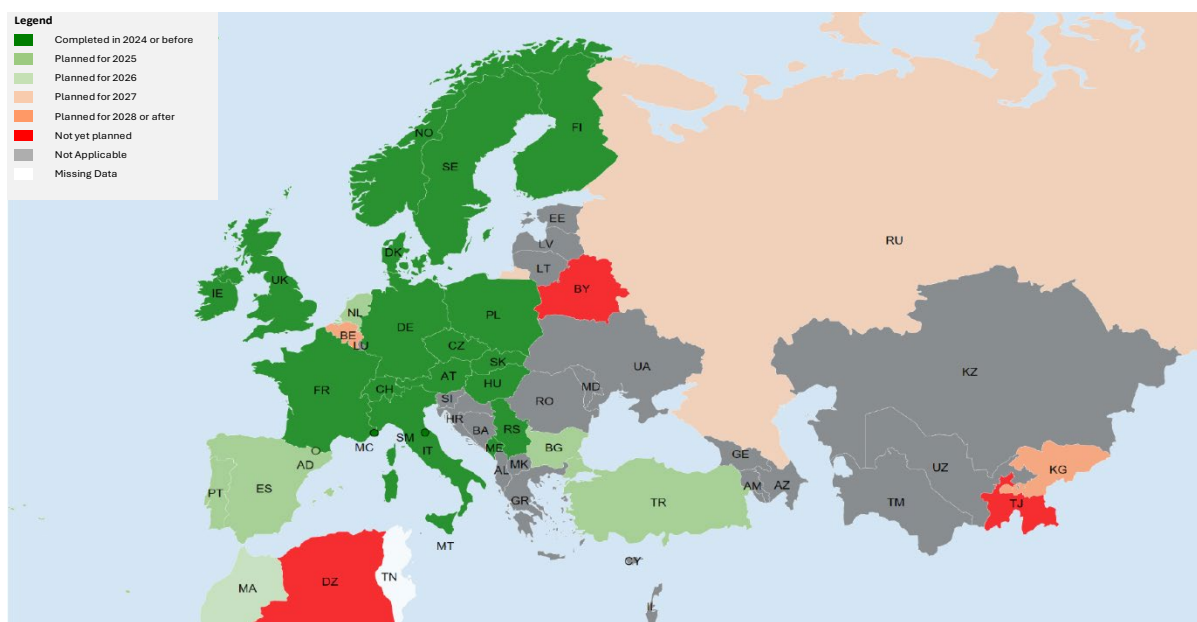 Legend
Completed in 2024 or before
Planned for 2025
Planned for 2026
Planned for 2027
Planned for 2028 or after
Not yet planned
Not Applicable
Missing Data
NO
FI
SE
EE
RU
LV
DK
LT
UK
BY
IE
NL
PL
DE
BE
LU
CZ
SK
UA
KZ
AT
FR
CH
HU
MD
SI
RO
HR
BA
RS
SM
MC
IT
ME
BG
GE
AD
MK
AL
UZ
KG
ES
PT
AM
AZ
GR
TR
TM
TJ
MT
CY
TN
DZ
MA
IL